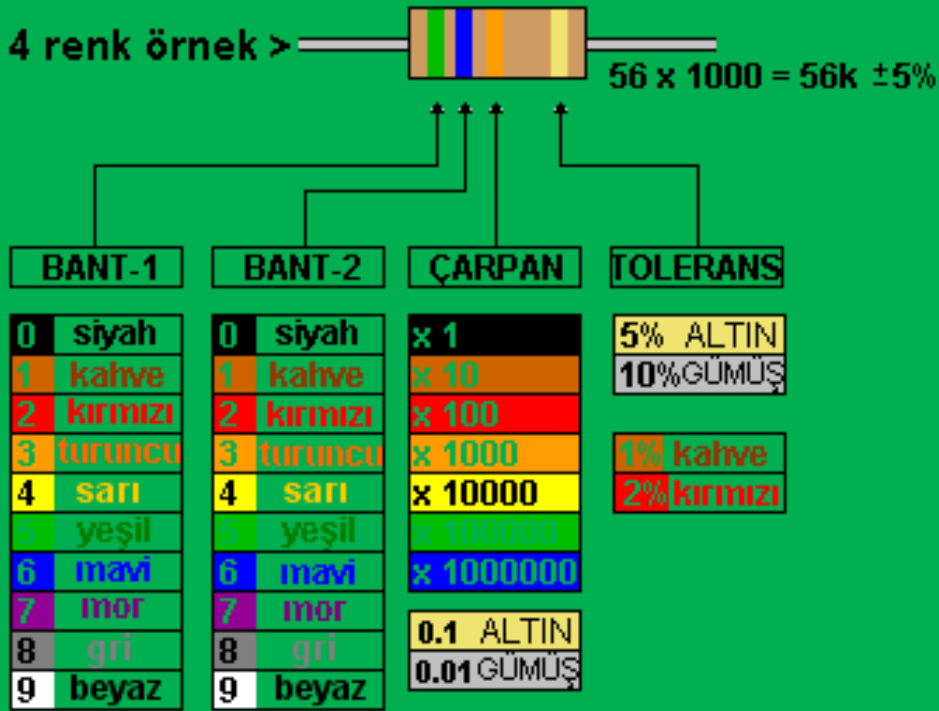 4 renk örnek >
56 x 1000 = 56k ±5%
BANT-1 BANT-2 ÇARPAN TOLERANS
0 siyah 0 siyah x 1 5% ALTIN
1 kahve 1 kahve x 10 10% GÜMÜŞ
2 kırmızı 2 kırmızı x 100
3 turuncu 3 turuncu x 1000 1% kahve
4 sarı 4 sarı x 10000 2% kırmızı
5 yeşil 5 yeşil x 100000
6 mavi 6 mavi x 1000000
7 mor 7 mor 0.1 ALTIN
8 gri 8 gri 0.01 GÜMÜŞ
9 beyaz 9 beyaz